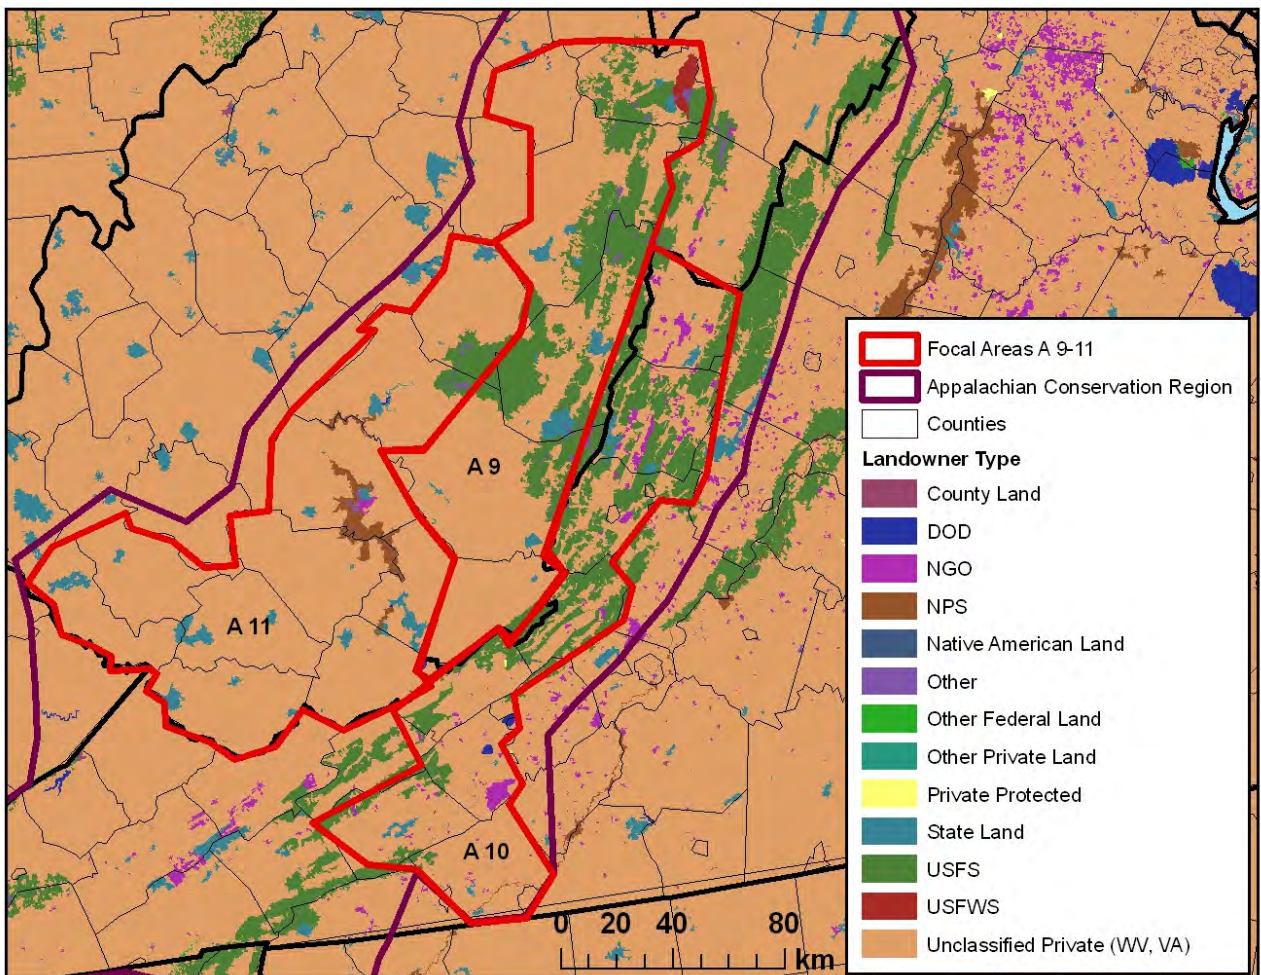 Focal Areas A 9-11
Appalachian Conservation Region
Counties
Landowner Type
County Land
DOD
NGO
NPS
Native American Land
Other
Other Federal Land
Other Private Land
Private Protected
State Land
USFS
USFWS
Unclassified Private (WV, VA)
A 9
A 11
A 10
0 20 40 80
km